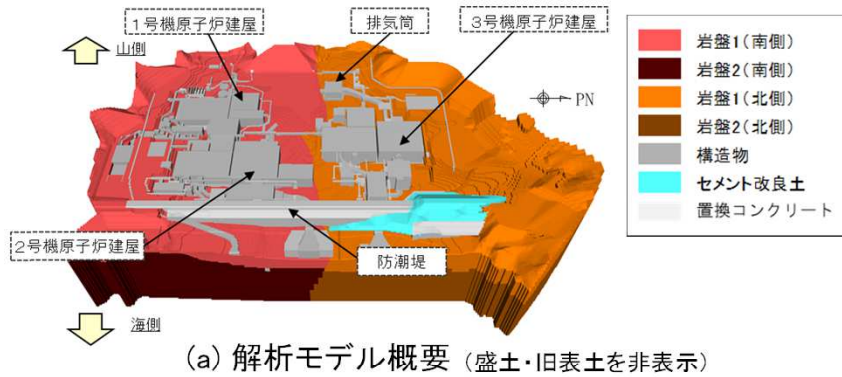 1号機原子炉建屋
排気筒
3号機原子炉建屋
山側
PN
2号機原子炉建屋
防潮堤
海側
岩盤1(南側)
岩盤2(南側)
岩盤1(北側)
岩盤2(北側)
構造物
セメント改良土
置換コンクリート
(a) 解析モデル概要 (盛土・旧表土を非表示)